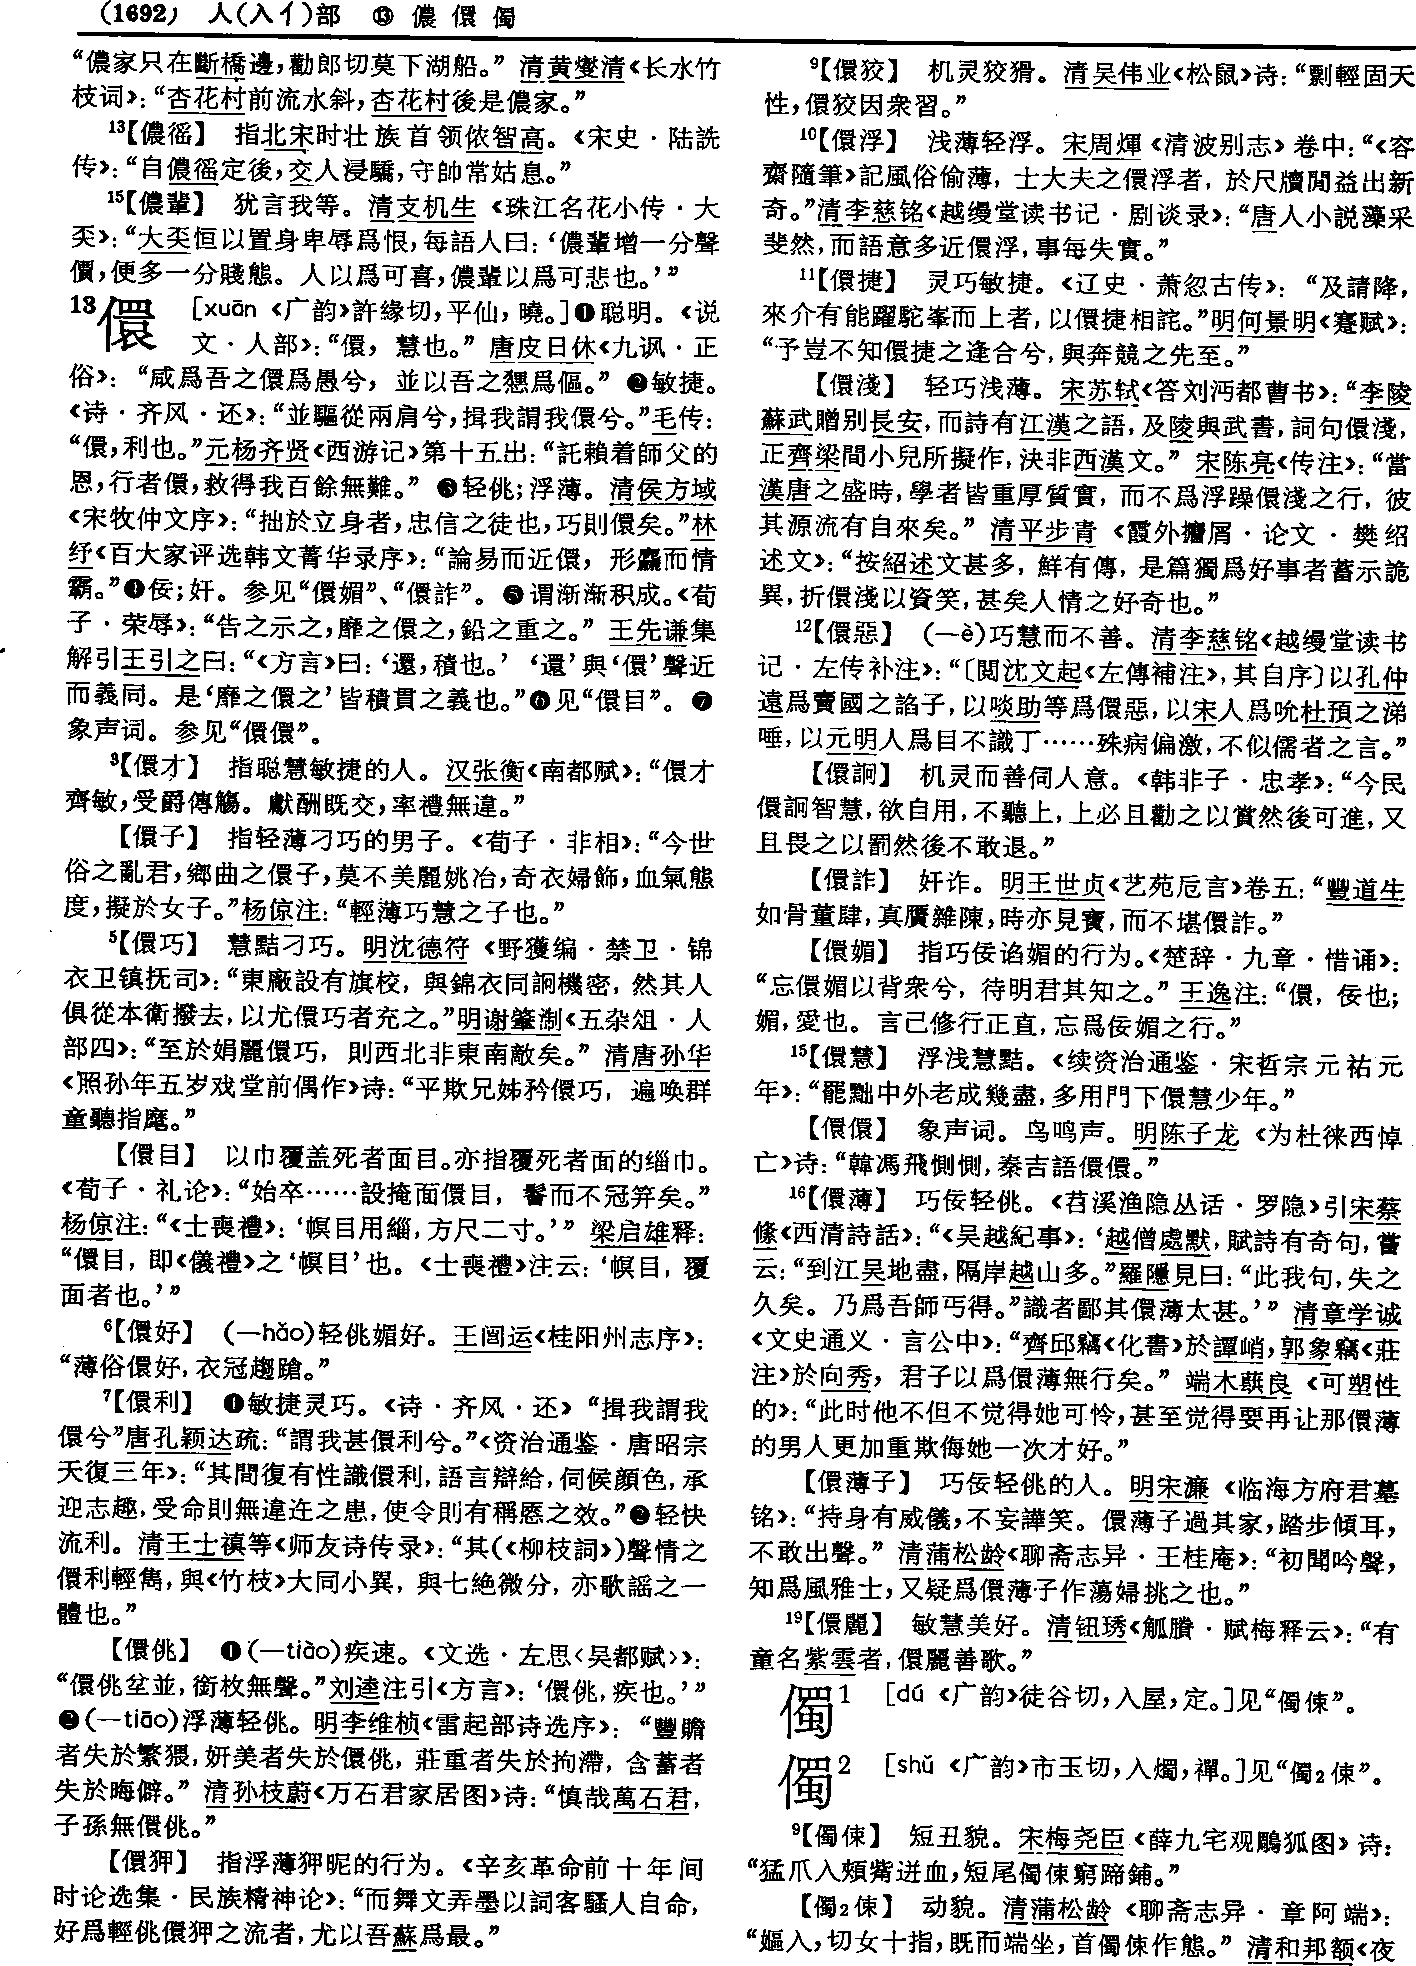 (1692) 人(入亻)部 ⑬ 儂 儇 㒔
“儂家只在斷橋邊，勸郎切莫下湖船。” 清黄燮清《长水竹
枝词》：“杏花村前流水斜，杏花村後是儂家。”
¹³【儂徭】 指北宋时壮族首领侬智高。《宋史·陆詵
传》：“自儂徭定後，交人浸驕，守帥常姑息。”
¹⁵【儂輩】 犹言我等。清支机生《珠江名花小传·大
奀》：“大奀恒以置身卑辱爲恨，每語人曰：‘儂輩增一分聲
價，便多一分賤態。人以爲可喜，儂輩以爲可悲也。’”
13儇 [xuān 《广韵》許缘切，平仙，曉。]❶聪明。《说
文·人部》：“儇，慧也。” 唐皮日休《九讽·正
俗》：“咸爲吾之儇爲愚兮，並以吾之憊爲傴。” ❷敏捷。
《诗·齐风·还》：“並驅從兩肩兮，揖我謂我儇兮。”毛传：
“儇，利也。”元杨齐贤《西游记》第十五出：“託賴着師父的
恩，行者儇，救得我百餘無難。” ❸轻佻；浮薄。清侯方域
《宋牧仲文序》：“拙於立身者，忠信之徒也，巧則儇矣。”林
纾《百大家评选韩文菁华录序》：“論易而近儇，形麤而情
霸。”❹佞；奸。参见“儇媚”、“儇詐”。❺谓渐渐积成。《荀
子·荣辱》：“告之示之，靡之儇之，鉛之重之。” 王先谦集
解引王引之曰：“《方言》曰：‘還，積也。’‘還’與‘儇’聲近
而義同。是‘靡之儇之’皆積貫之義也。”❻见“儇目”。❼
象声词。参见“儇儇”。
³【儇才】 指聪慧敏捷的人。汉张衡《南都赋》：“儇才
齊敏，受爵傳觴。獻酬既交，率禮無違。”
【儇子】 指轻薄刁巧的男子。《荀子·非相》：“今世
俗之亂君，鄉曲之儇子，莫不美麗姚冶，奇衣婦飾，血氣態
度，擬於女子。”杨倞注：“輕薄巧慧之子也。”
⁵【儇巧】 慧黠刁巧。明沈德符《野獲编·禁卫·锦
衣卫镇抚司》：“東廠設有旗校，與錦衣同詗機密，然其人
俱從本衛撥去，以尤儇巧者充之。”明谢肇淛《五杂俎·人
部四》：“至於娟麗儇巧，則西北非東南敵矣。” 清唐孙华
《照孙年五岁戏堂前偶作》诗：“平欺兄姊矜儇巧，遍唤群
童聽指麾。”
【儇目】 以巾覆盖死者面目。亦指覆死者面的缁巾。
《荀子·礼论》：“始卒……設掩面儇目，鬠而不冠笄矣。”
杨倞注：“《士喪禮》：‘幎目用緇，方尺二寸。’” 梁启雄释：
“儇目，即《儀禮》之‘幎目’也。《士喪禮》注云：‘幎目，覆
面者也。’”
⁶【儇好】 (—hǎo)轻佻媚好。王闿运《桂阳州志序》：
“薄俗儇好，衣冠趨蹌。”
⁷【儇利】 ❶敏捷灵巧。《诗·齐风·还》“揖我謂我
儇兮”唐孔颖达疏：“謂我甚儇利兮。”《资治通鉴·唐昭宗
天復三年》：“其間復有性識儇利，語言辯給，伺候顏色，承
迎志趣，受命則無違迕之患，使令則有稱愜之效。”❷轻快
流利。清王士禛等《师友诗传录》：“其(《柳枝詞》)聲情之
儇利輕雋，與《竹枝》大同小異，與七絶微分，亦歌謡之一
體也。”
【儇佻】 ❶(—tiào)疾速。《文选·左思〈吴都赋〉》：
“儇佻坌並，銜枚無聲。”刘逵注引《方言》：‘儇佻，疾也。’”
❷(—tiāo)浮薄轻佻。明李维桢《雷起部诗选序》：“豐贍
者失於繁猥，妍美者失於儇佻，莊重者失於拘滯，含蓄者
失於晦僻。” 清孙枝蔚《万石君家居图》诗：“慎哉萬石君，
子孫無儇佻。”
【儇狎】 指浮薄狎昵的行为。《辛亥革命前十年间
时论选集·民族精神论》：“而舞文弄墨以詞客騷人自命，
好爲輕佻儇狎之流者，尤以吾蘇爲最。”
⁹【儇狡】 机灵狡猾。清吴伟业《松鼠》诗：“剽輕固天
性，儇狡因衆習。”
¹⁰【儇浮】 浅薄轻浮。宋周煇《清波别志》卷中：“《容
齋隨筆》記風俗偷薄，士大夫之儇浮者，於尺牘間益出新
奇。”清李慈铭《越缦堂读书记·剧谈录》：“唐人小説藻采
斐然，而語意多近儇浮，事每失實。”
¹¹【儇捷】 灵巧敏捷。《辽史·萧忽古传》：“及請降，
來介有能躍駝峯而上者，以儇捷相詫。”明何景明《蹇赋》：
“予豈不知儇捷之逢合兮，與奔競之先至。”
【儇淺】 轻巧浅薄。宋苏轼《答刘沔都曹书》：“李陵
蘇武贈别長安，而詩有江漢之語，及陵與武書，詞句儇淺，
正齊梁間小兒所擬作，決非西漢文。” 宋陈亮《传注》：“當
漢唐之盛時，學者皆重厚質實，而不爲浮躁儇淺之行，彼
其源流有自來矣。” 清平步青《霞外攟屑·论文·樊绍
述文》：“按紹述文甚多，鮮有傳，是篇獨爲好事者蓄示詭
異，折儇淺以資笑，甚矣人情之好奇也。”
¹²【儇惡】 (—è)巧慧而不善。清李慈铭《越缦堂读书
记·左传补注》：“〔閲沈文起《左傳補注》，其自序〕以孔仲
遠爲賣國之諂子，以啖助等爲儇惡，以宋人爲吮杜預之涕
唾，以元明人爲目不識丁……殊病偏激，不似儒者之言。”
【儇詗】 机灵而善伺人意。《韩非子·忠孝》：“今民
儇詗智慧，欲自用，不聽上，上必且勸之以賞然後可進，又
且畏之以罰然後不敢退。”
【儇詐】 奸诈。明王世贞《艺苑卮言》卷五：“豐道生
如骨董肆，真贋雜陳，時亦見寶，而不堪儇詐。”
【儇媚】 指巧佞谄媚的行为。《楚辞·九章·惜诵》：
“忘儇媚以背衆兮，待明君其知之。” 王逸注：“儇，佞也；
媚，愛也。言己修行正直，忘爲佞媚之行。”
¹⁵【儇慧】 浮浅慧黠。《续资治通鉴·宋哲宗元祐元
年》：“罷黜中外老成幾盡，多用門下儇慧少年。”
【儇儇】 象声词。鸟鸣声。明陈子龙《为杜徕西悼
亡》诗：“韓馮飛惻惻，秦吉語儇儇。”
¹⁶【儇薄】 巧佞轻佻。《苕溪渔隐丛话·罗隐》引宋蔡
絛《西清詩話》：“《吴越紀事》：‘越僧處默，賦詩有奇句，嘗
云：“到江吴地盡，隔岸越山多。”羅隱見曰：“此我句，失之
久矣。乃爲吾師丐得。”識者鄙其儇薄太甚。’” 清章学诚
《文史通义·言公中》：“齊邱竊《化書》於譚峭，郭象竊《莊
注》於向秀，君子以爲儇薄無行矣。” 端木蕻良《可塑性
的》：“此时他不但不觉得她可怜，甚至觉得要再让那儇薄
的男人更加重欺侮她一次才好。”
【儇薄子】 巧佞轻佻的人。明宋濂《临海方府君墓
铭》：“持身有威儀，不妄譁笑。儇薄子過其家，踏步傾耳，
不敢出聲。” 清蒲松龄《聊斋志异·王桂庵》：“初聞吟聲，
知爲風雅士，又疑爲儇薄子作蕩婦挑之也。”
¹⁹【儇麗】 敏慧美好。清钮琇《觚賸·赋梅释云》：“有
童名紫雲者，儇麗善歌。”
㒔¹ [dú 《广韵》徒谷切，入屋，定。]见“㒔倲”。
㒔² [shǔ 《广韵》市玉切，入燭，禪。]见“㒔₂倲”。
⁹【㒔倲】 短丑貌。宋梅尧臣《薛九宅观鵰狐图》诗：
“猛爪入頰觜迸血，短尾㒔倲窮蹄鋪。”
【㒔₂倲】 动貌。清蒲松龄《聊斋志异·章阿端》：
“嫗入，切女十指，既而端坐，首㒔倲作態。” 清和邦额《夜